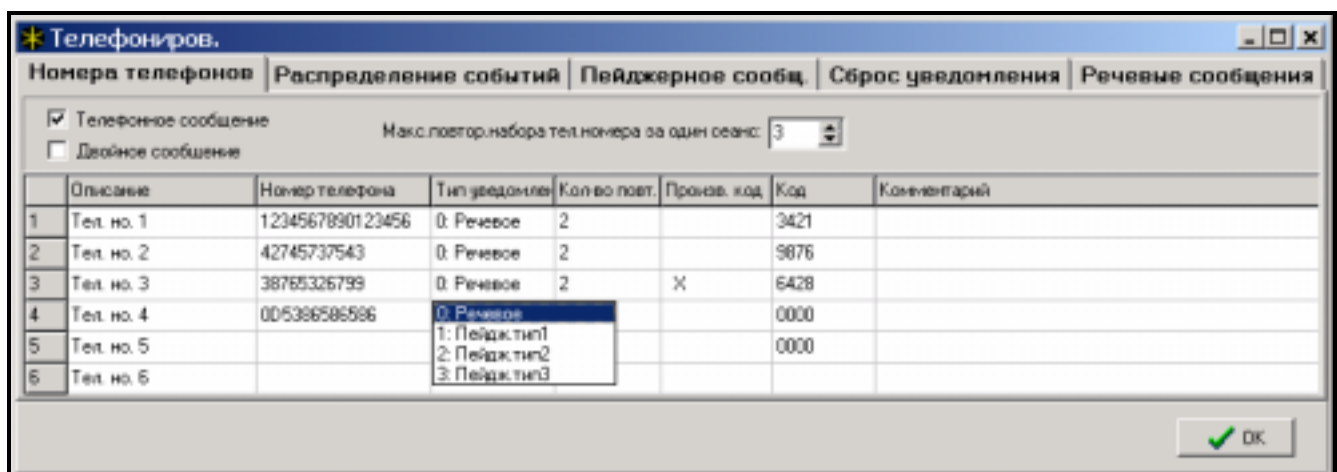 Телефониров.
Номера телефонов Распределение событий Пейджерное сообщ. Сброс уведомления Речевые сообщения
Телефонное сообщение
Макс.повтор.набора тел.номера за один сеанс: 3
Двойное сообщение
Описание Номер телефона Тип уведомлен Кол-во повт. Произв. код Код Комментарий
1 Тел. но. 1 1234567890123456 0: Речевое 2 3421
2 Тел. но. 2 42745737543 0: Речевое 2 9876
3 Тел. но. 3 38765326799 0: Речевое 2 X 6428
4 Тел. но. 4 0D5386586586 0: Речевое 0000
1: Пейдж.тип1
5 Тел. но. 5 2: Пейдж.тип2 0000
6 Тел. но. 6 3: Пейдж.тип3
OK